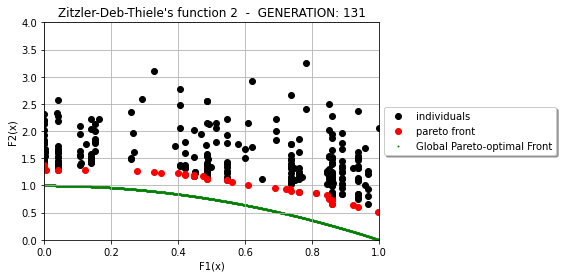 Zitzler-Deb-Thiele's function 2 - GENERATION: 131
4.0
3.5
3.0
2.5
2.0
1.5
1.0
0.5
0.0
F2(x)
0.0 0.2 0.4 0.6 0.8 1.0
F1(x)
individuals
pareto front
Global Pareto-optimal Front